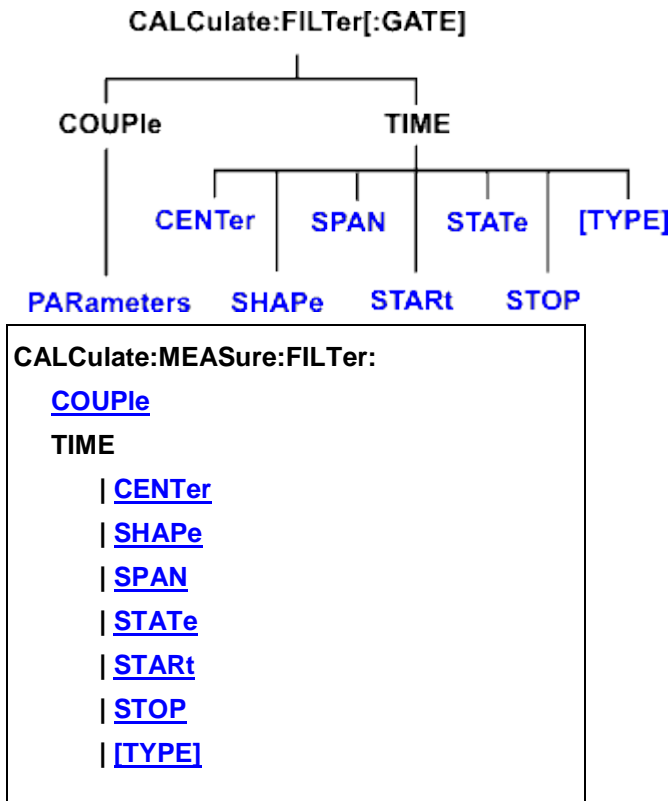 CALCulate:FILTer[:GATE]
COUPle TIME
CENTer SPAN STATe [TYPE]
PARameters SHAPe STARt STOP
CALCulate:MEASure:FILTer:
COUPle
TIME
| CENTer
| SHAPe
| SPAN
| STATe
| STARt
| STOP
| [TYPE]